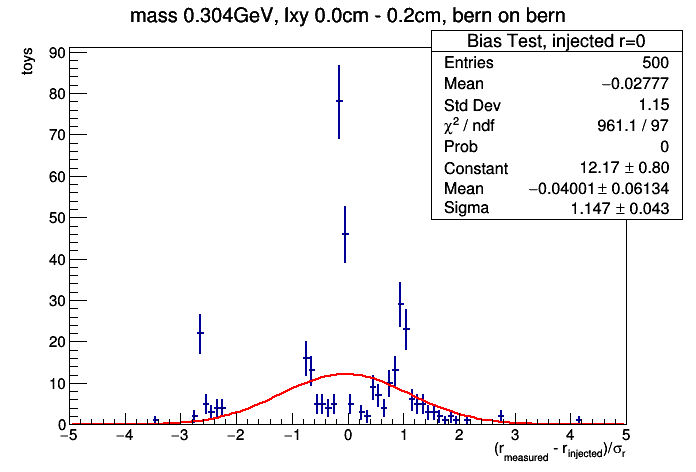 mass 0.304GeV, lxy 0.0cm - 0.2cm, bern on bern
Bias Test, injected r=0
Entries 500
Mean −0.02777
Std Dev 1.15
χ² / ndf 961.1 / 97
Prob 0
Constant 12.17 ± 0.80
Mean −0.04001 ± 0.06134
Sigma 1.147 ± 0.043
toys
90
80
70
60
50
40
30
20
10
0
−5 −4 −3 −2 −1 0 1 2 3 4 5
(r_measured - r_injected)/σ_r